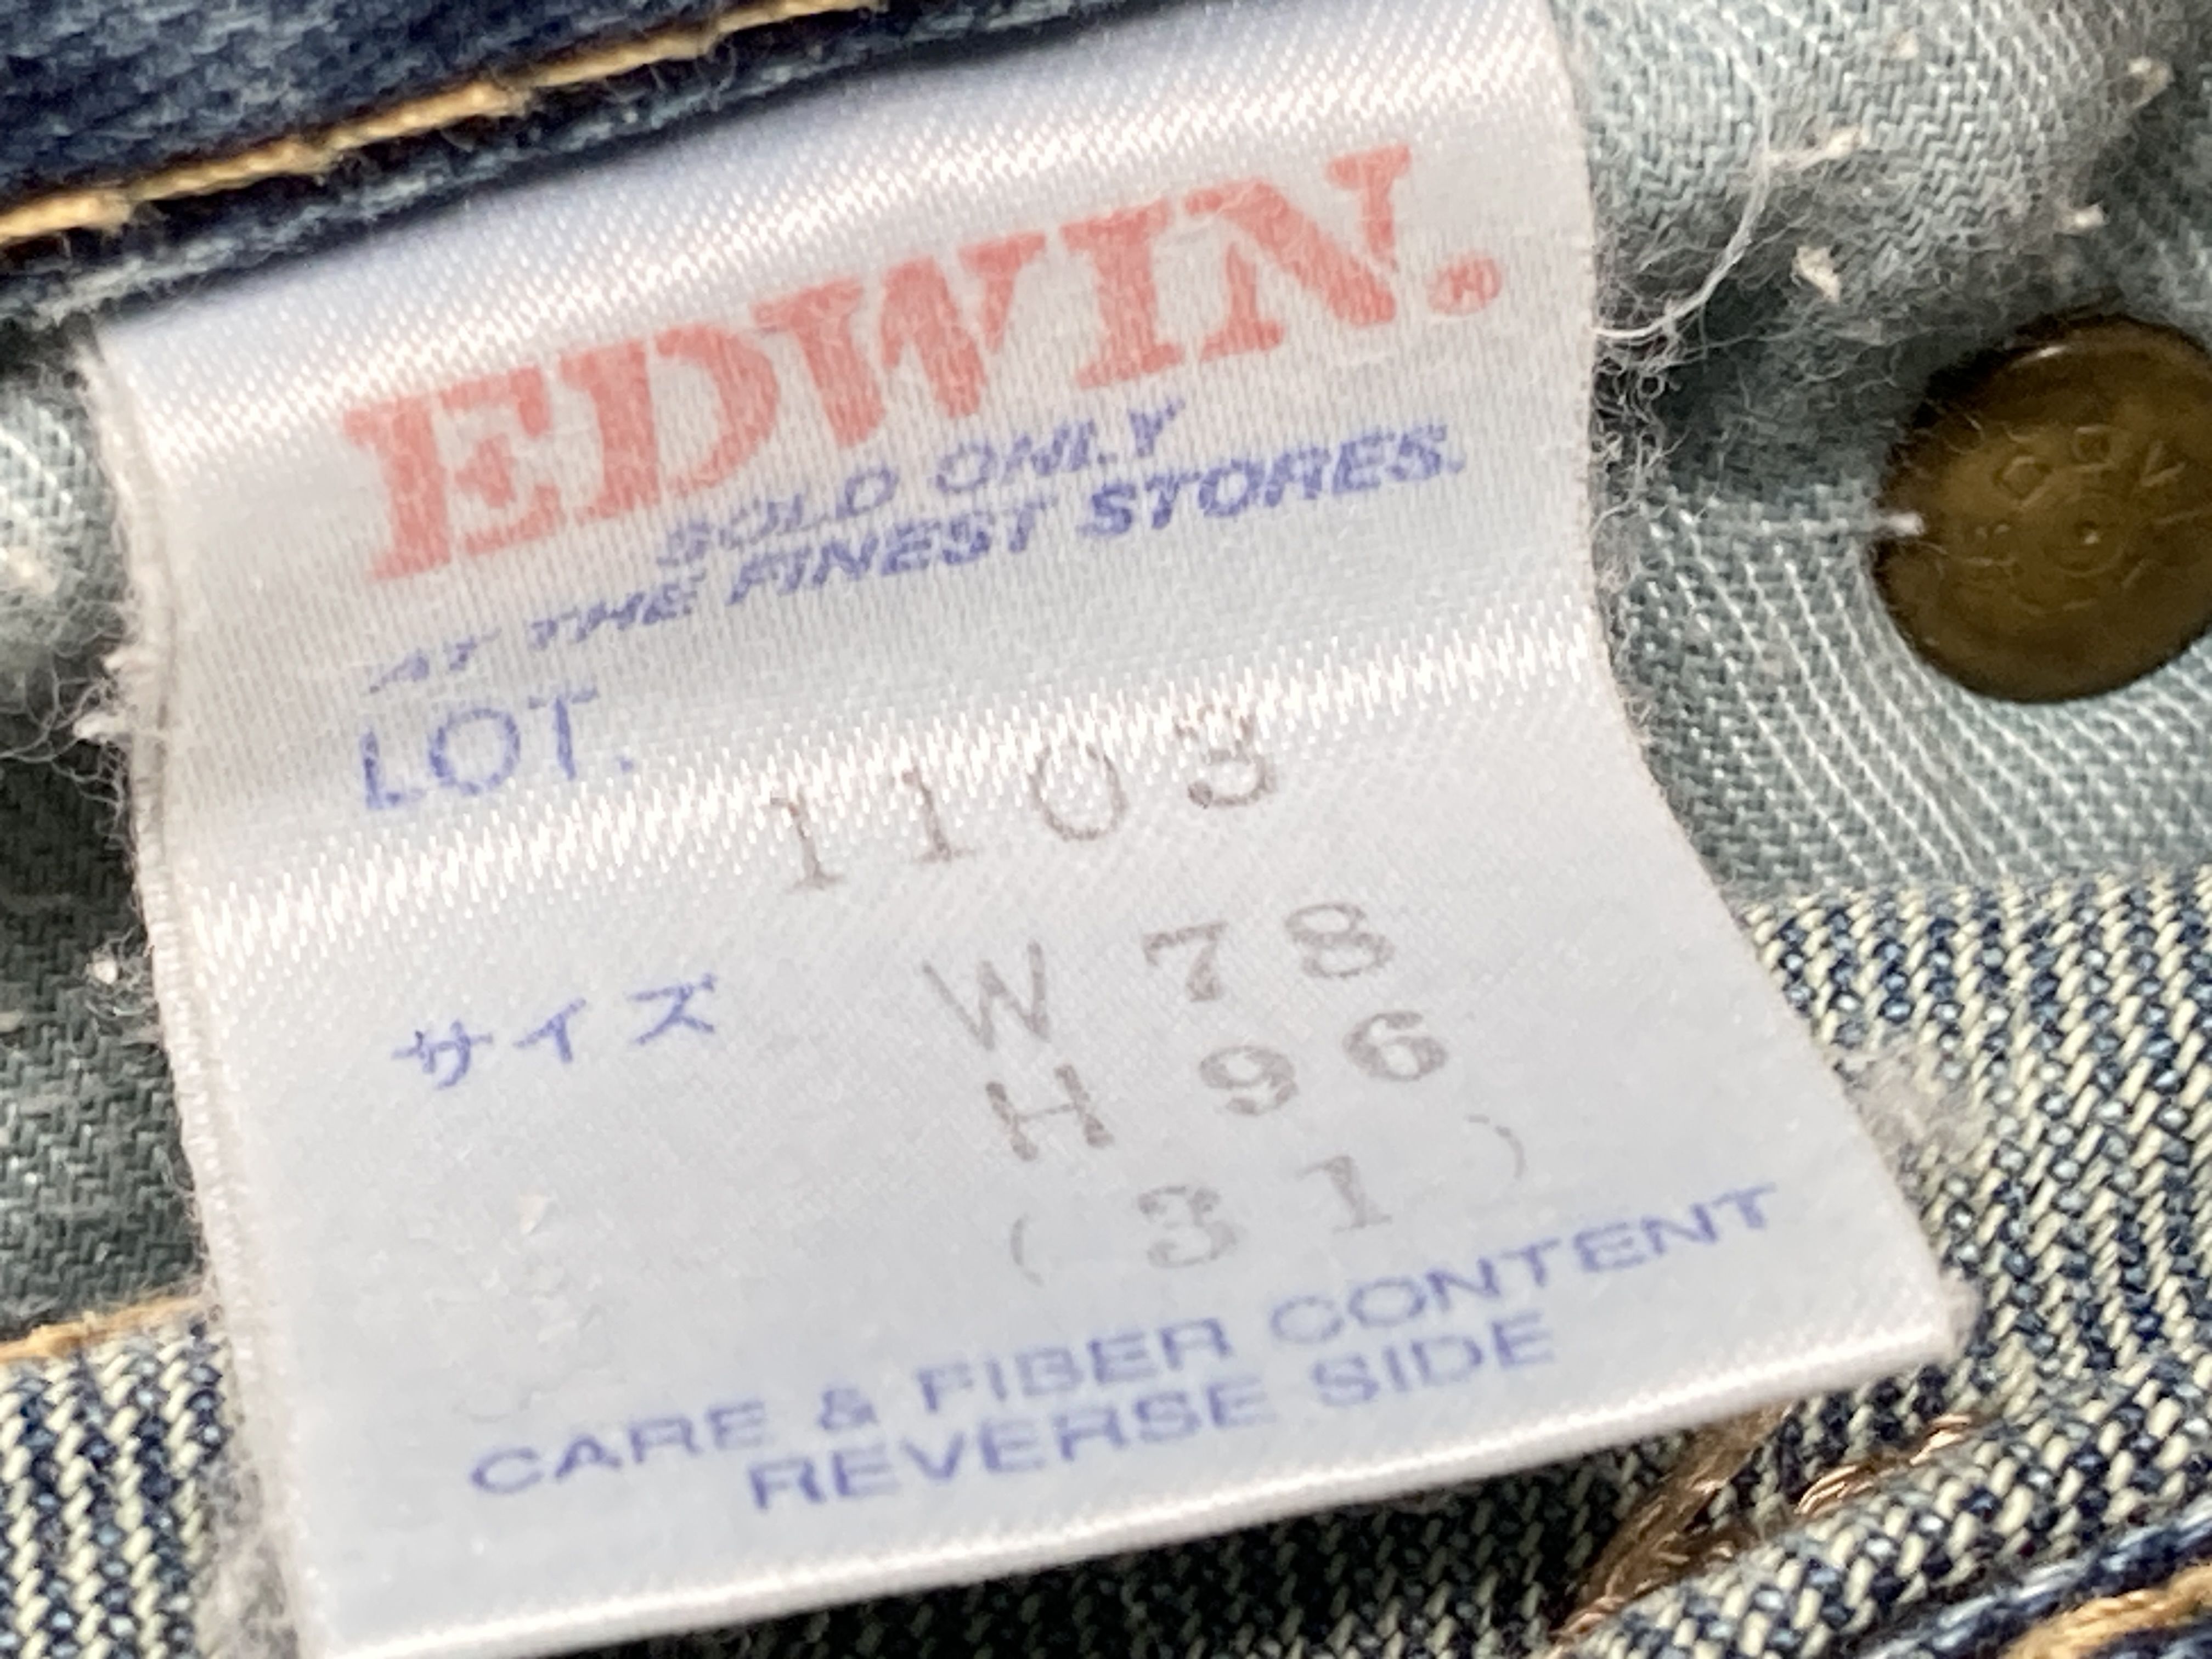 EDWIN.®
SOLD ONLY
AT THE FINEST STORES.
LOT.
1103
サイズ W 78
H 96
(31)
CARE & FIBER CONTENT
REVERSE SIDE